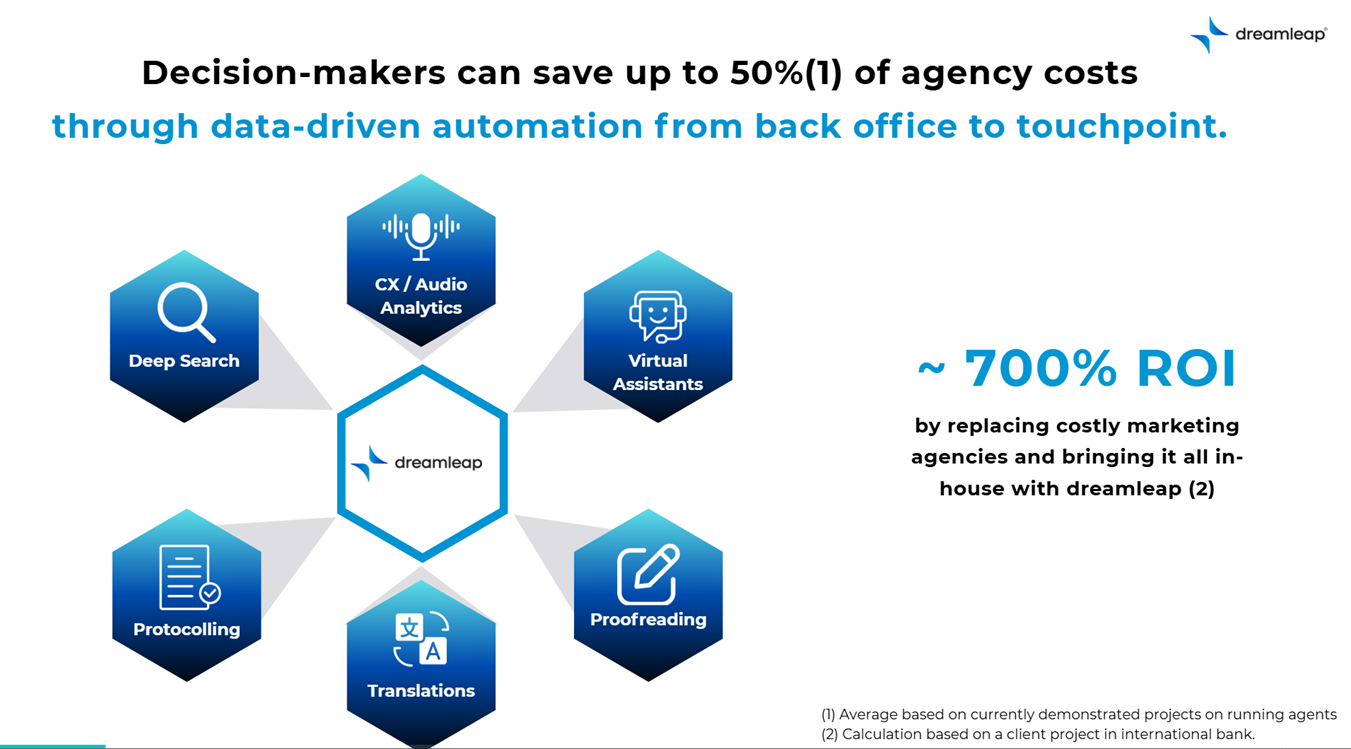 dreamleap®
Decision-makers can save up to 50%(1) of agency costs
through data-driven automation from back office to touchpoint.
CX / Audio
Analytics
Deep Search
Virtual
Assistants
dreamleap
Protocolling
Translations
文
A
Proofreading
~ 700% ROI
by replacing costly marketing
agencies and bringing it all in-
house with dreamleap (2)
(1) Average based on currently demonstrated projects on running agents
(2) Calculation based on a client project in international bank.